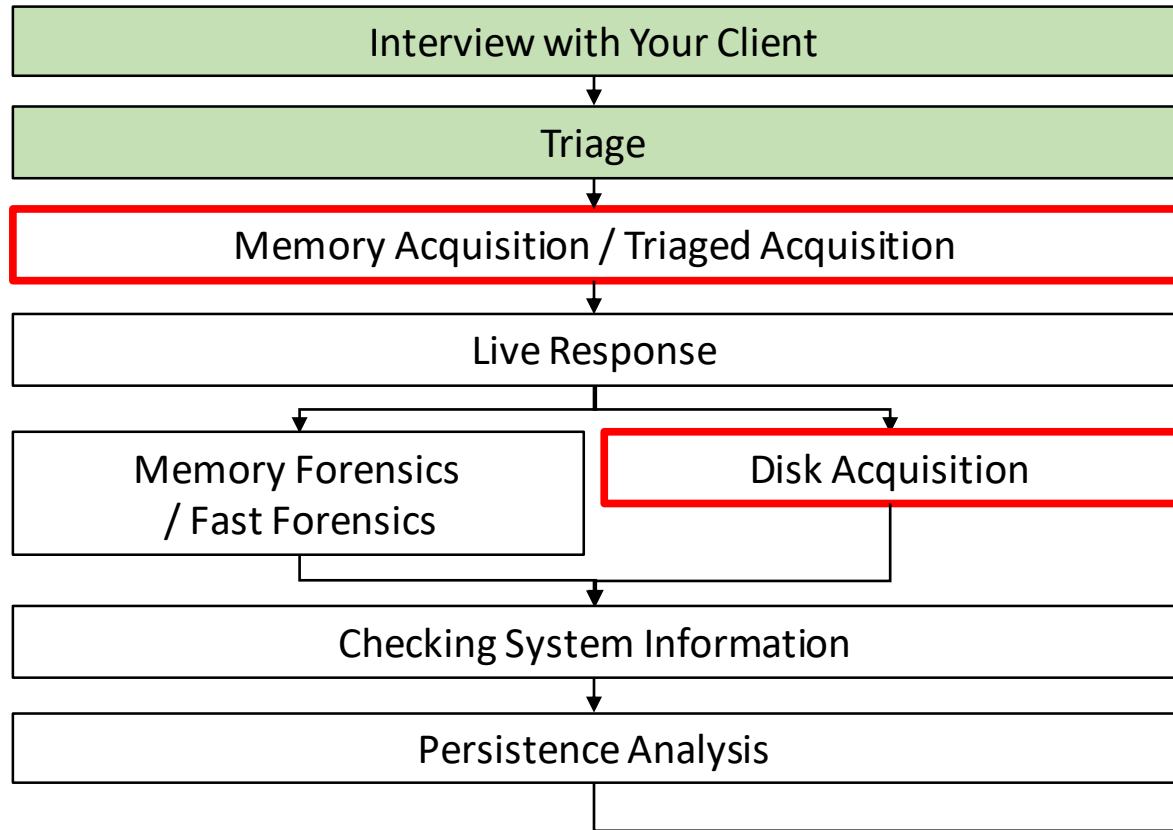 Interview with Your Client
Triage
Memory Acquisition / Triaged Acquisition
Live Response
Memory Forensics
/ Fast Forensics
Disk Acquisition
Checking System Information
Persistence Analysis